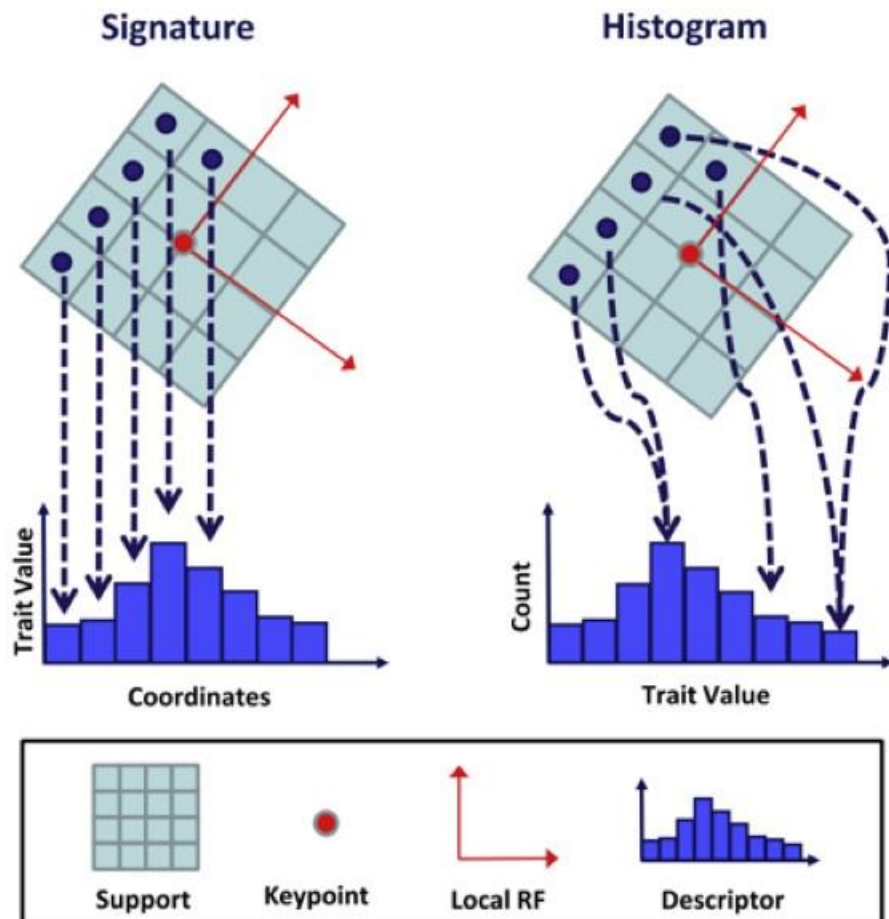 Signature
Histogram
Trait Value
Coordinates
Count
Trait Value
Support
Keypoint
Local RF
Descriptor